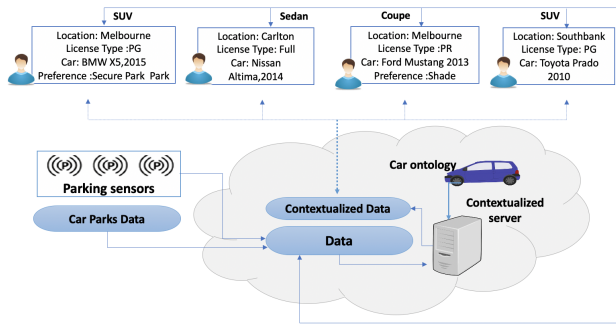 SUV
Sedan
Coupe
SUV
Location: Melbourne
License Type :PG
Car: BMW X5,2015
Preference :Secure Park Park
Location: Carlton
License Type: Full
Car: Nissan
Altima,2014
Location: Melbourne
License Type :PR
Car: Ford Mustang 2013
Preference :Shade
Location: Southbank
License Type: PG
Car: Toyota Prado
2010
P P P
Parking sensors
Car Parks Data
Car ontology
Contextualized
server
Contextualized Data
Data